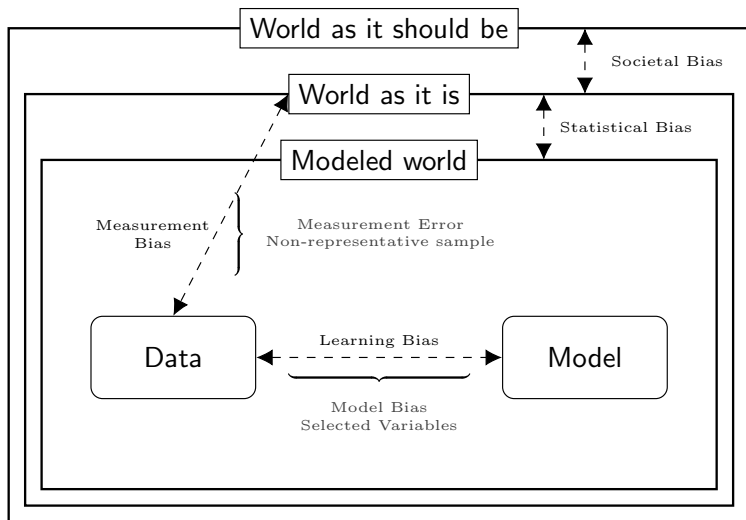 World as it should be
Societal Bias
World as it is
Statistical Bias
Modeled world
Measurement
Bias
Measurement Error
Non-representative sample
Data
Learning Bias
Model
Model Bias
Selected Variables